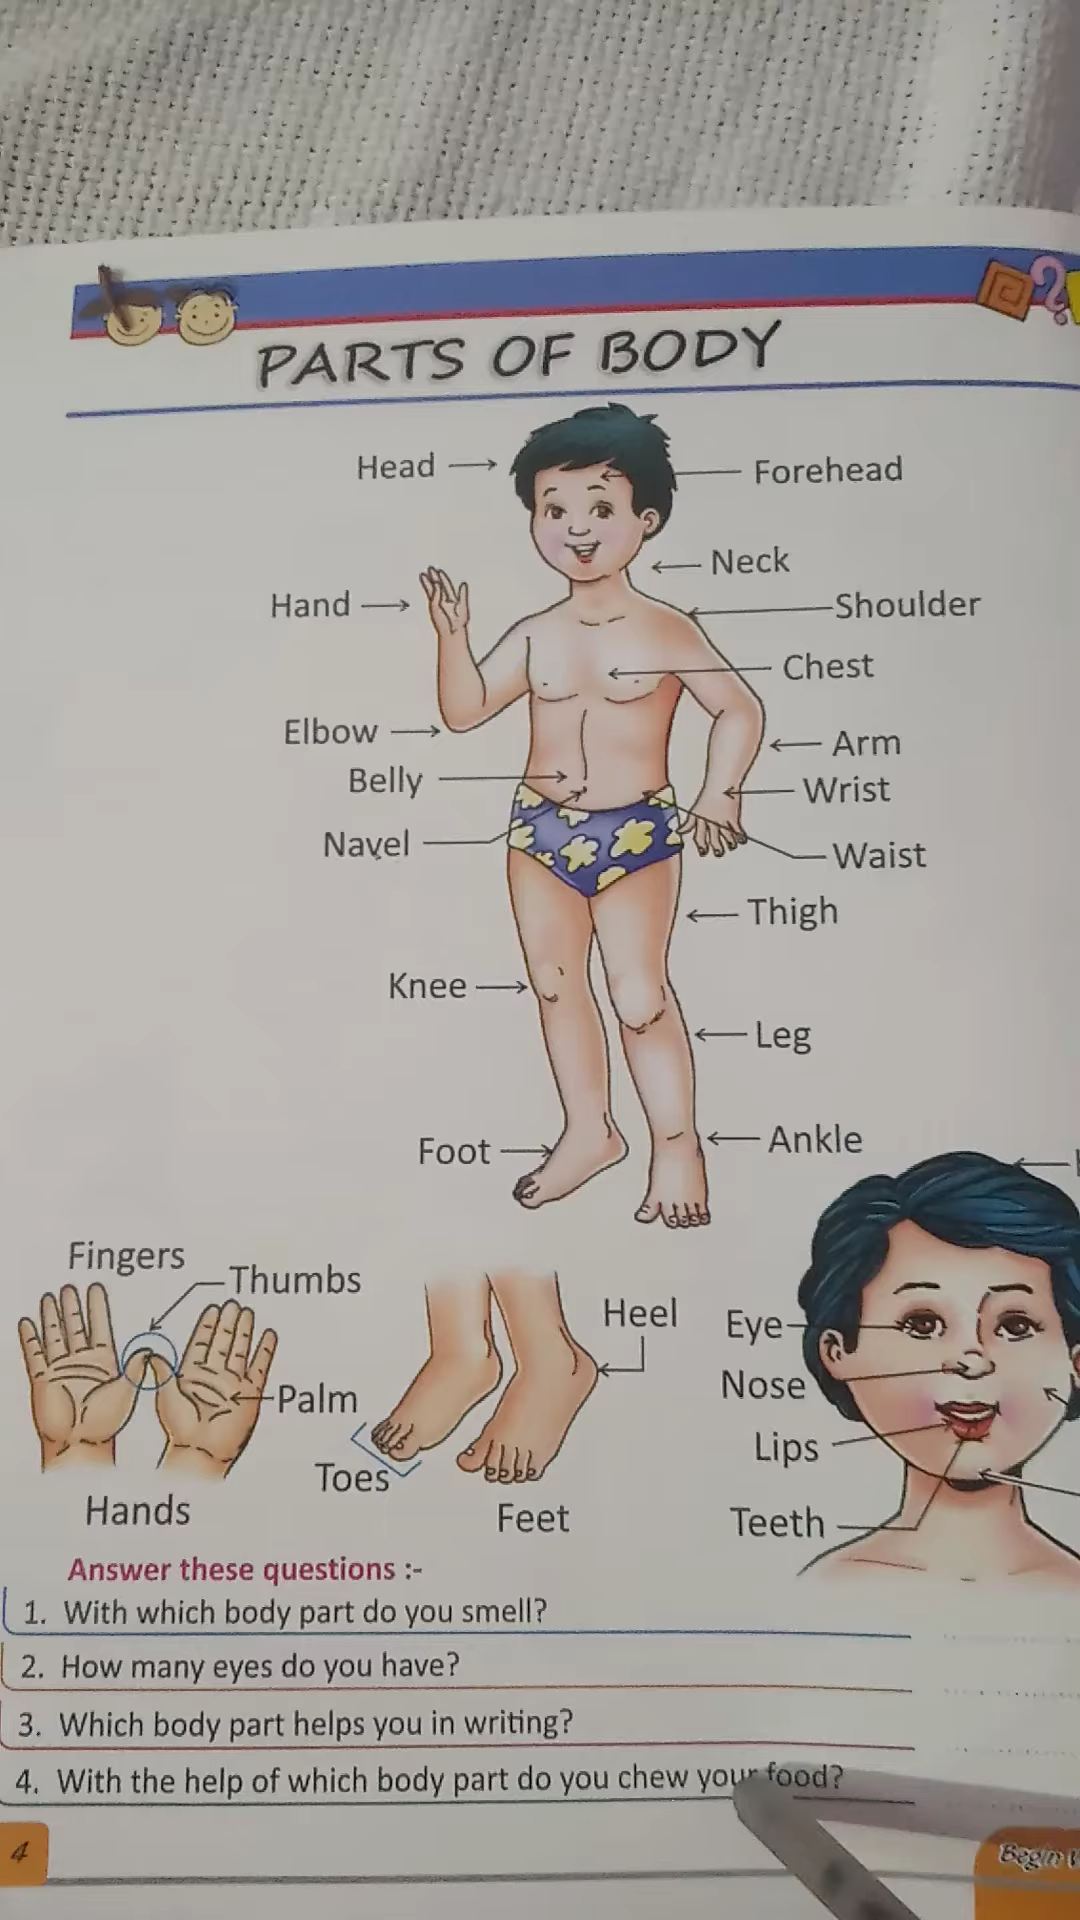 PARTS OF BODY
Head
Forehead
Neck
Hand
Shoulder
Chest
Elbow
Arm
Belly
Wrist
Navel
Waist
Thigh
Knee
Leg
Foot
Ankle
Fingers
Thumbs
Heel
Eye
Palm
Nose
Lips
Toes
Hands
Feet
Teeth
Answer these questions :-
1. With which body part do you smell?
2. How many eyes do you have?
3. Which body part helps you in writing?
4. With the help of which body part do you chew your food?
4
Begin